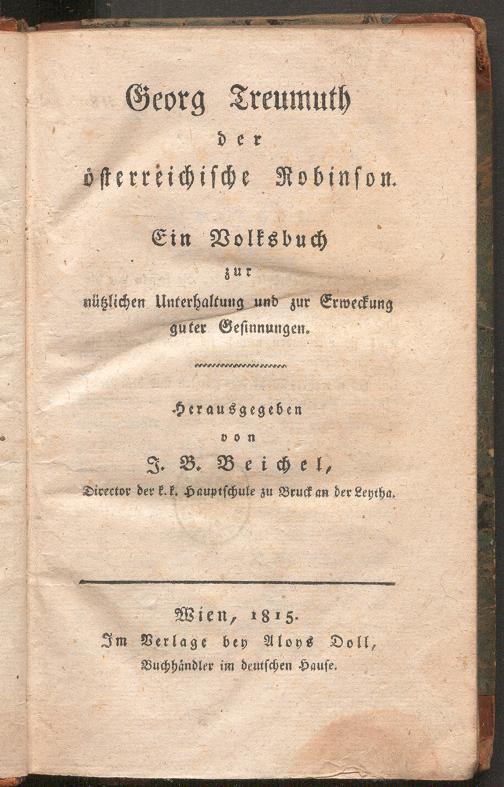 Georg Treumuth
der
österreichische Robinson.
Ein Volksbuch
zur
nützlichen Unterhaltung und zur Erweckung
guter Gesinnungen.
Herausgegeben
von
J. B. Beichel,
Director der k. k. Hauptschule zu Bruck an der Leytha.
Wien, 1815.
Im Verlage bey Aloys Doll,
Buchhändler im deutschen Hause.